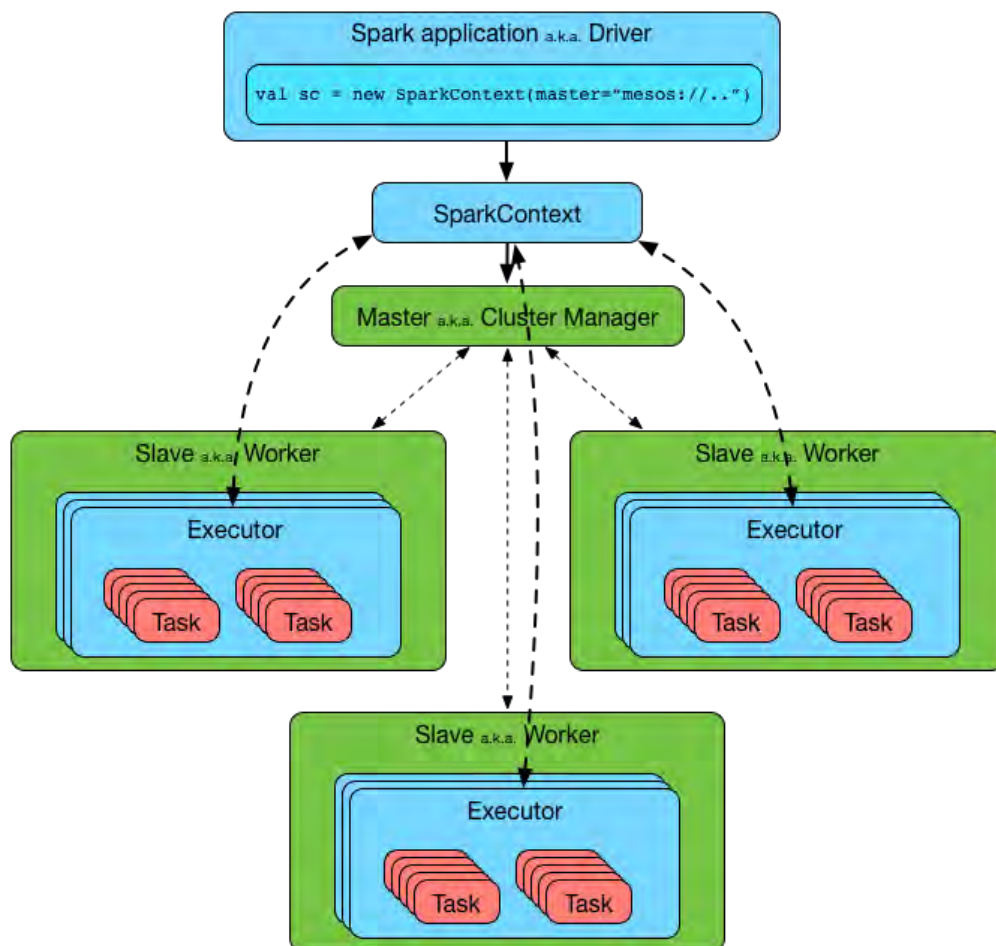 Spark application a.k.a. Driver
val sc = new SparkContext(master="mesos://..")
SparkContext
Master a.k.a. Cluster Manager
Slave a.k.a. Worker
Executor
Task
Task
Slave a.k.a. Worker
Executor
Task
Task
Slave a.k.a. Worker
Executor
Task
Task